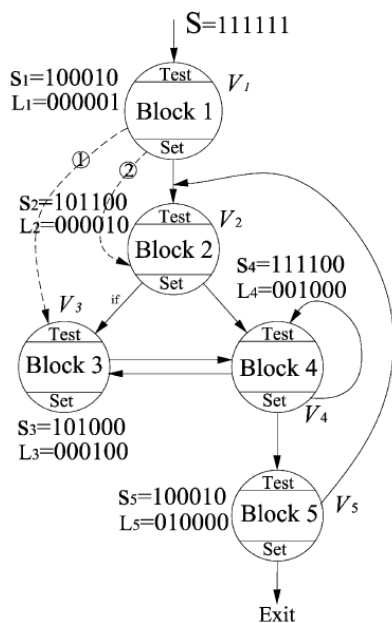 S=111111
S1=100010
L1=000001
V1
Test
Block 1
Set
①
②
S2=101100
L2=000010
V2
Test
Block 2
Set
if
S4=111100
L4=001000
V3
Test
Block 3
Set
S3=101000
L3=000100
Test
Block 4
Set
V4
S5=100010
L5=010000
Test
Block 5
Set
V5
Exit